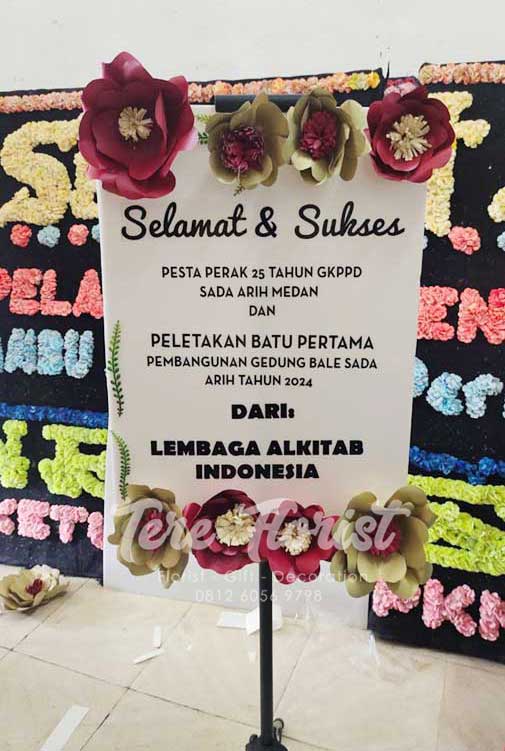 Selamat & Sukses
PESTA PERAK 25 TAHUN GKPPD
SADA ARIH MEDAN
DAN
PELETAKAN BATU PERTAMA
PEMBANGUNAN GEDUNG BALE SADA
ARIH TAHUN 2024
DARI:
LEMBAGA ALKITAB
INDONESIA
Tere Florist
Florist - Gift - Decoration
0812 6056 9798